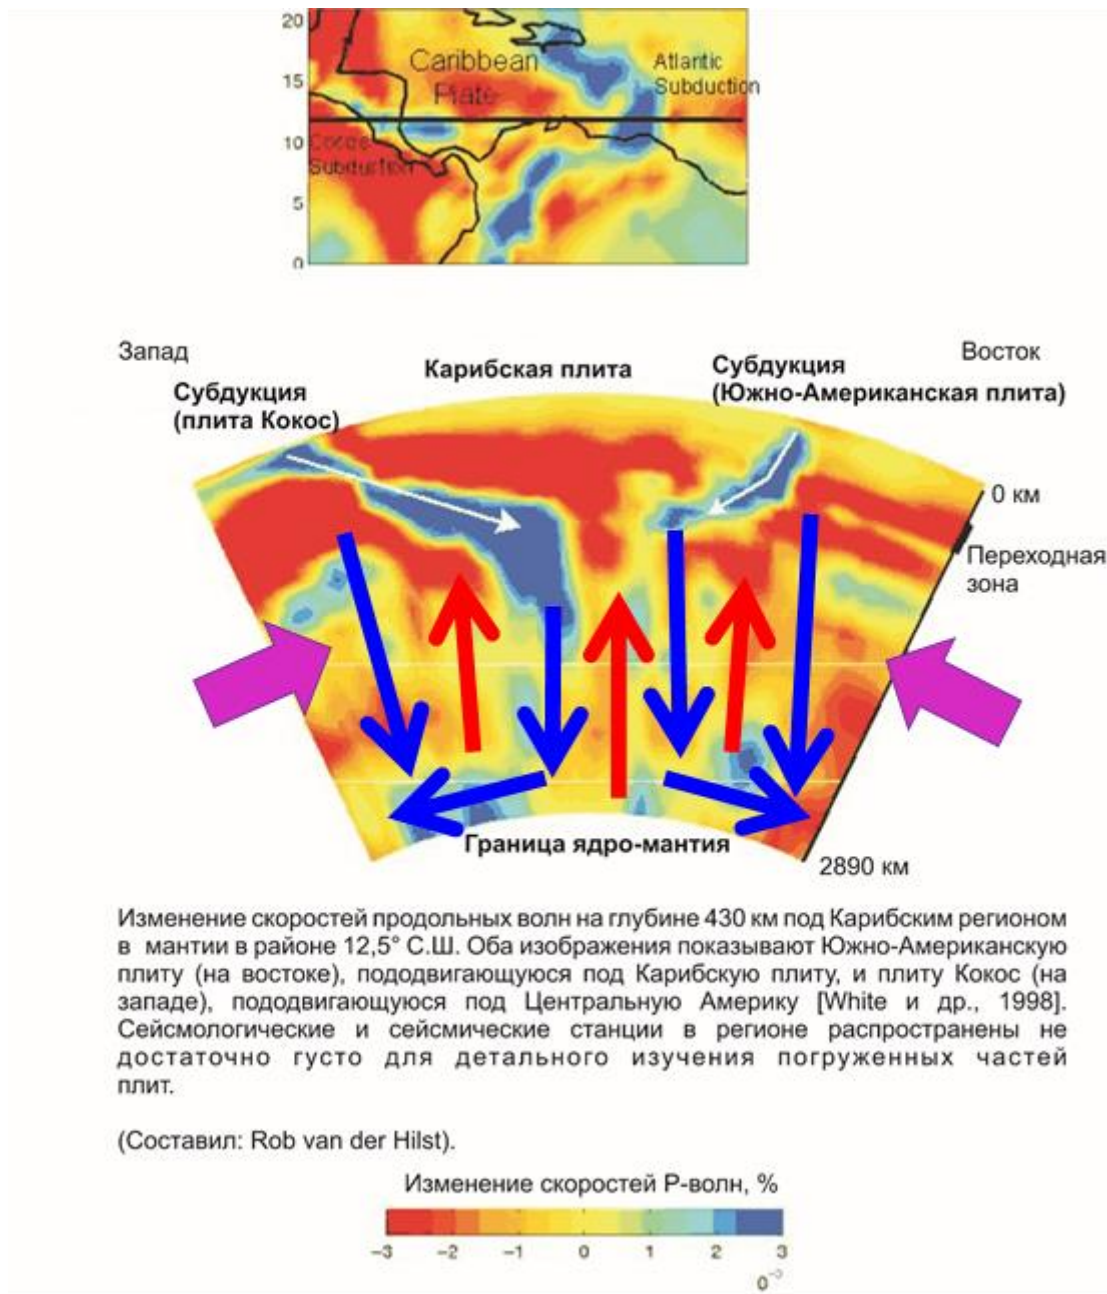 20
Caribbean
Plate
Atlantic
Subduction
15
10
Cocos
Subduction
5
0
Запад
Восток
Карибская плита
Субдукция
(Южно-Американская плита)
Субдукция
(плита Кокос)
0 км
Переходная
зона
Граница ядро-мантия
2890 км
Изменение скоростей продольных волн на глубине 430 км под Карибским регионом
в мантии в районе 12,5° С.Ш. Оба изображения показывают Южно-Американскую
плиту (на востоке), пододвигающуюся под Карибскую плиту, и плиту Кокос (на
западе), пододвигающуюся под Центральную Америку [White и др., 1998].
Сейсмологические и сейсмические станции в регионе распространены не
достаточно густо для детального изучения погруженных частей
плит.
(Составил: Rob van der Hilst).
Изменение скоростей Р-волн, %
−3 −2 −1 0 1 2 3